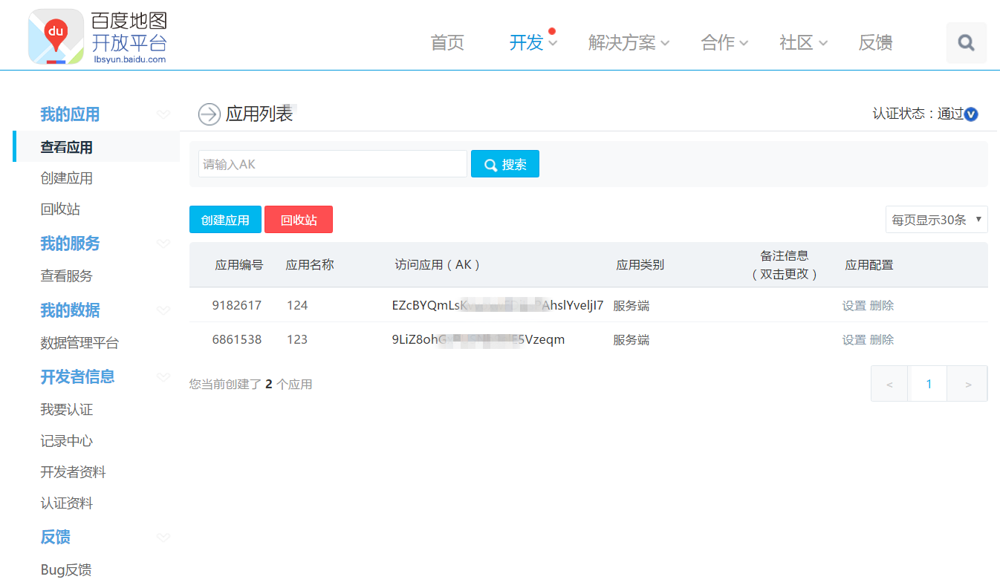 du
百度地图
开放平台
lbsyun.baidu.com
首页 开发 解决方案 合作 社区 反馈
我的应用
查看应用
创建应用
回收站
我的服务
查看服务
我的数据
数据管理平台
开发者信息
我要认证
记录中心
开发者资料
认证资料
反馈
Bug反馈
应用列表
认证状态：通过
请输入AK 搜索
创建应用 回收站 每页显示30条
应用编号 应用名称 访问应用（AK） 应用类别 备注信息 应用配置
（双击更改）
9182617 124 EZcBYQmLsK AhslYveljI7 服务端 设置 删除
6861538 123 9LiZ8oh 5Vzeqm 服务端 设置 删除
您当前创建了 2 个应用
< 1 >